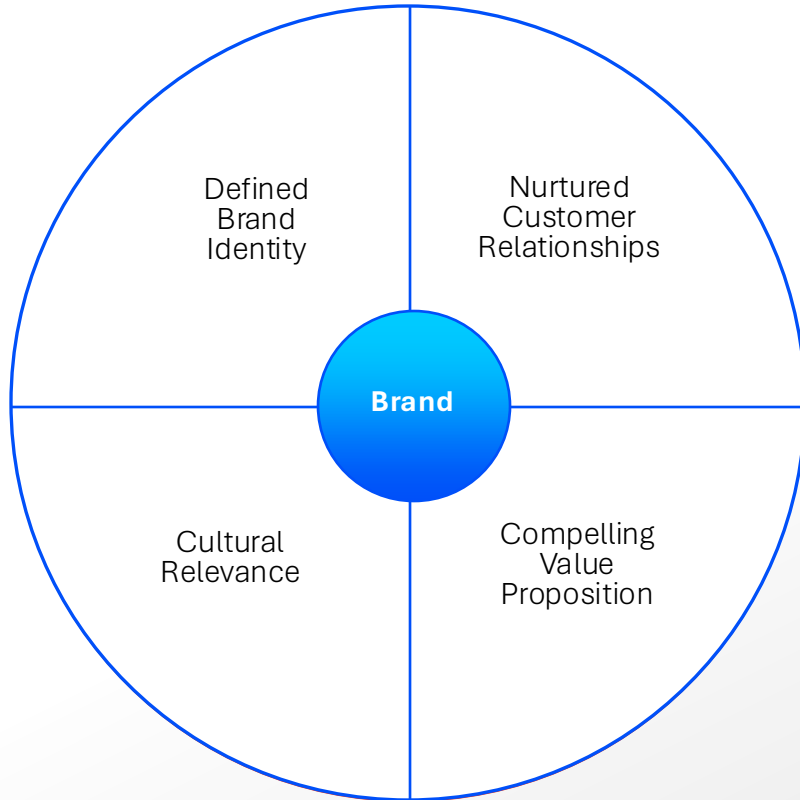 Defined
Brand
Identity
Nurtured
Customer
Relationships
Brand
Cultural
Relevance
Compelling
Value
Proposition